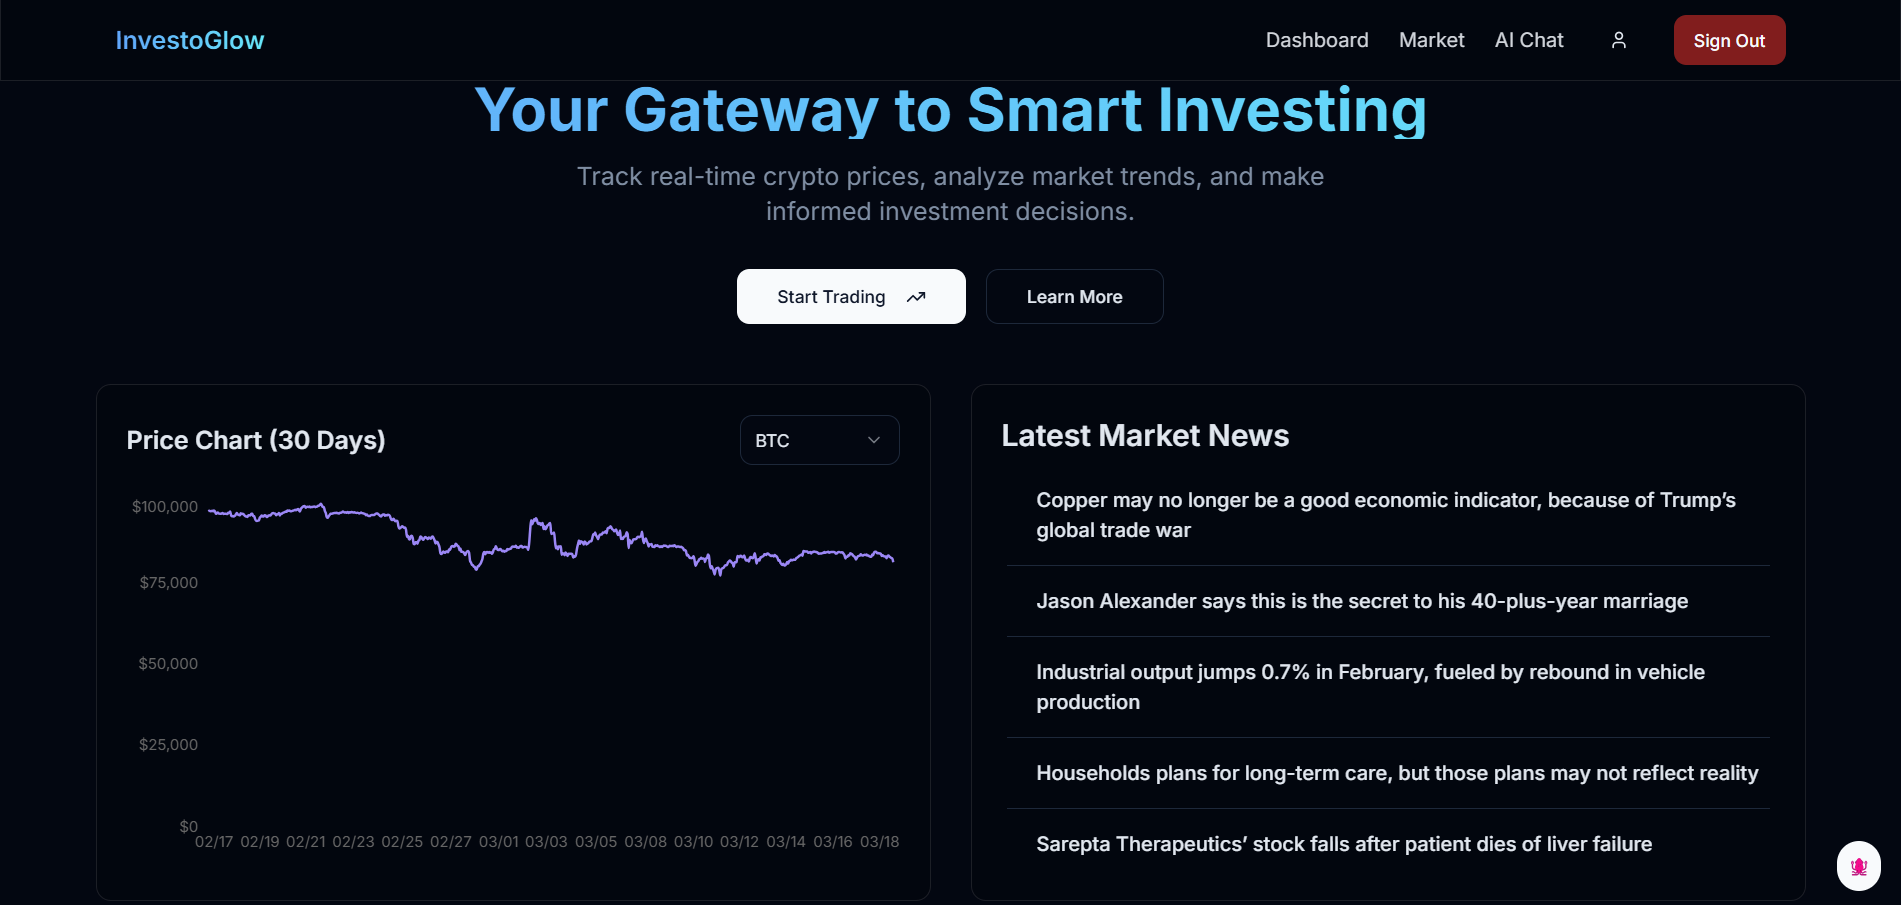 InvestoGlow
Dashboard
Market
AI Chat
Sign Out
Your Gateway to Smart Investing
Track real-time crypto prices, analyze market trends, and make
informed investment decisions.
Start Trading
Learn More
Price Chart (30 Days)
BTC
$100,000
$75,000
$50,000
$25,000
$0
02/17 02/19 02/21 02/23 02/25 02/27 03/01 03/03 03/05 03/08 03/10 03/12 03/14 03/16 03/18
Latest Market News
Copper may no longer be a good economic indicator, because of Trump’s
global trade war
Jason Alexander says this is the secret to his 40-plus-year marriage
Industrial output jumps 0.7% in February, fueled by rebound in vehicle
production
Households plans for long-term care, but those plans may not reflect reality
Sarepta Therapeutics’ stock falls after patient dies of liver failure